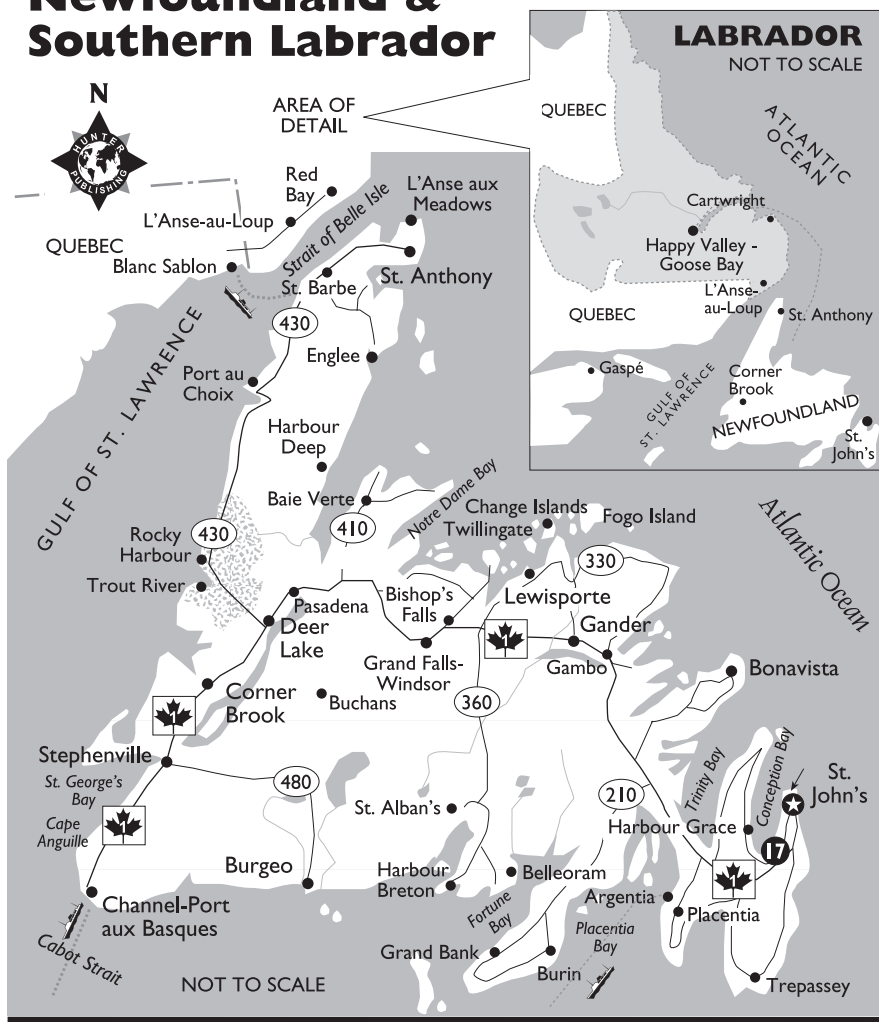 Newfoundland &
Southern Labrador
LABRADOR
NOT TO SCALE
N
HUNTER
PUBLISHING
AREA OF
DETAIL
QUEBEC
ATLANTIC
OCEAN
Cartwright
Happy Valley -
Goose Bay
L'Anse-
au-Loup
QUEBEC
St. Anthony
Gaspé
GULF OF
ST. LAWRENCE
Corner
Brook
NEWFOUNDLAND
St.
John's
Red
Bay
L'Anse aux
Meadows
L'Anse-au-Loup
Strait of Belle Isle
QUEBEC
Blanc Sablon
St. Barbe
St. Anthony
430
Englee
Port au
Choix
GULF OF ST. LAWRENCE
Harbour
Deep
Baie Verte
Notre Dame Bay
Change Islands
Twillingate
Fogo Island
Atlantic Ocean
430
410
Rocky
Harbour
330
Trout River
Pasadena
Bishop's
Falls
Lewisporte
Deer
Lake
1
Gander
Grand Falls-
Windsor
Gambo
Bonavista
Corner
Brook
Buchans
360
1
Stephenville
St. George's
Bay
480
210
Trinity Bay
Conception Bay
St.
John's
Cape
Anguille
1
St. Alban's
Harbour Grace
17
Burgeo
Harbour
Breton
Belleoram
1
Argentia
Channel-Port
aux Basques
Fortune
Bay
Placentia
Placentia
Bay
Cabot Strait
Grand Bank
Burin
NOT TO SCALE
Trepassey